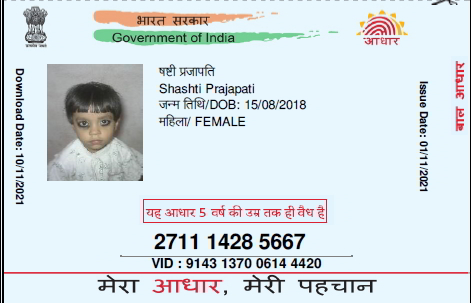 भारत सरकार
Government of India
आधार
Download Date: 10/11/2021
षष्टी प्रजापति
Shashti Prajapati
जन्म तिथि/DOB: 15/08/2018
महिला/ FEMALE
Issue Date: 01/11/2021
बाल आधार
यह आधार 5 वर्ष की उम्र तक ही वैध है
2711 1428 5667
VID : 9143 1370 0614 4420
मेरा आधार, मेरी पहचान